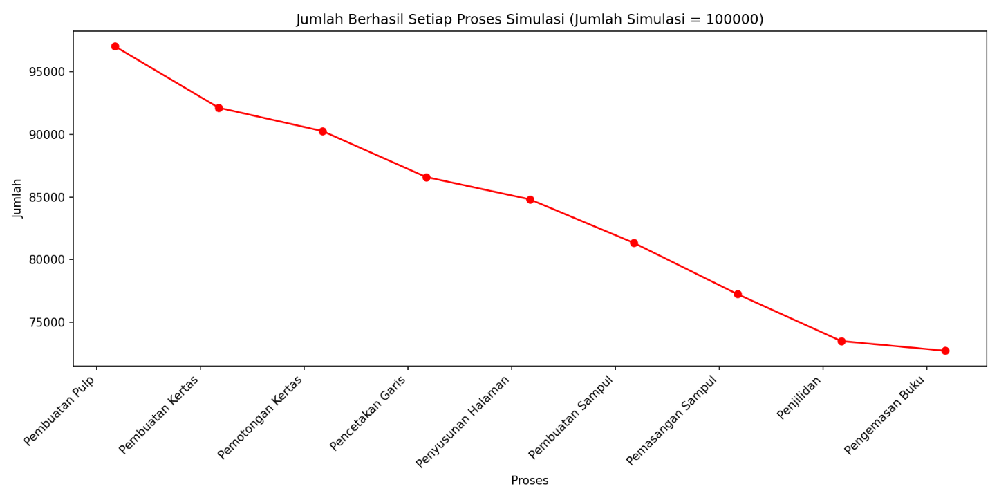 Jumlah Berhasil Setiap Proses Simulasi (Jumlah Simulasi = 100000)
95000
90000
85000
80000
75000
Jumlah
Pembuatan Pulp
Pembuatan Kertas
Pemotongan Kertas
Pencetakan Garis
Penyusunan Halaman
Pembuatan Sampul
Pemasangan Sampul
Penjilidan
Pengemasan Buku
Proses